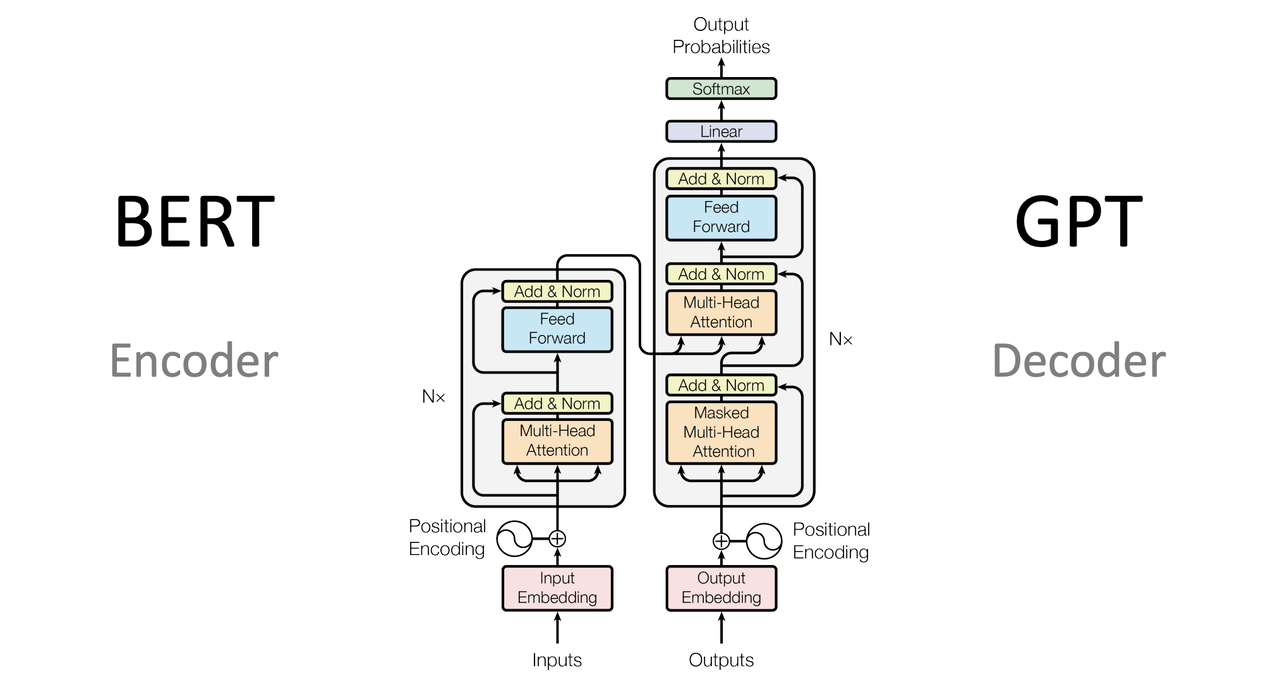 BERT
Encoder
Output
Probabilities
Softmax
Linear
Add & Norm
Feed
Forward
Add & Norm
Multi-Head
Attention
Add & Norm
Masked
Multi-Head
Attention
N×
Positional
Encoding
Output
Embedding
Outputs
Add & Norm
Feed
Forward
Add & Norm
Multi-Head
Attention
N×
Positional
Encoding
Input
Embedding
Inputs
GPT
Decoder